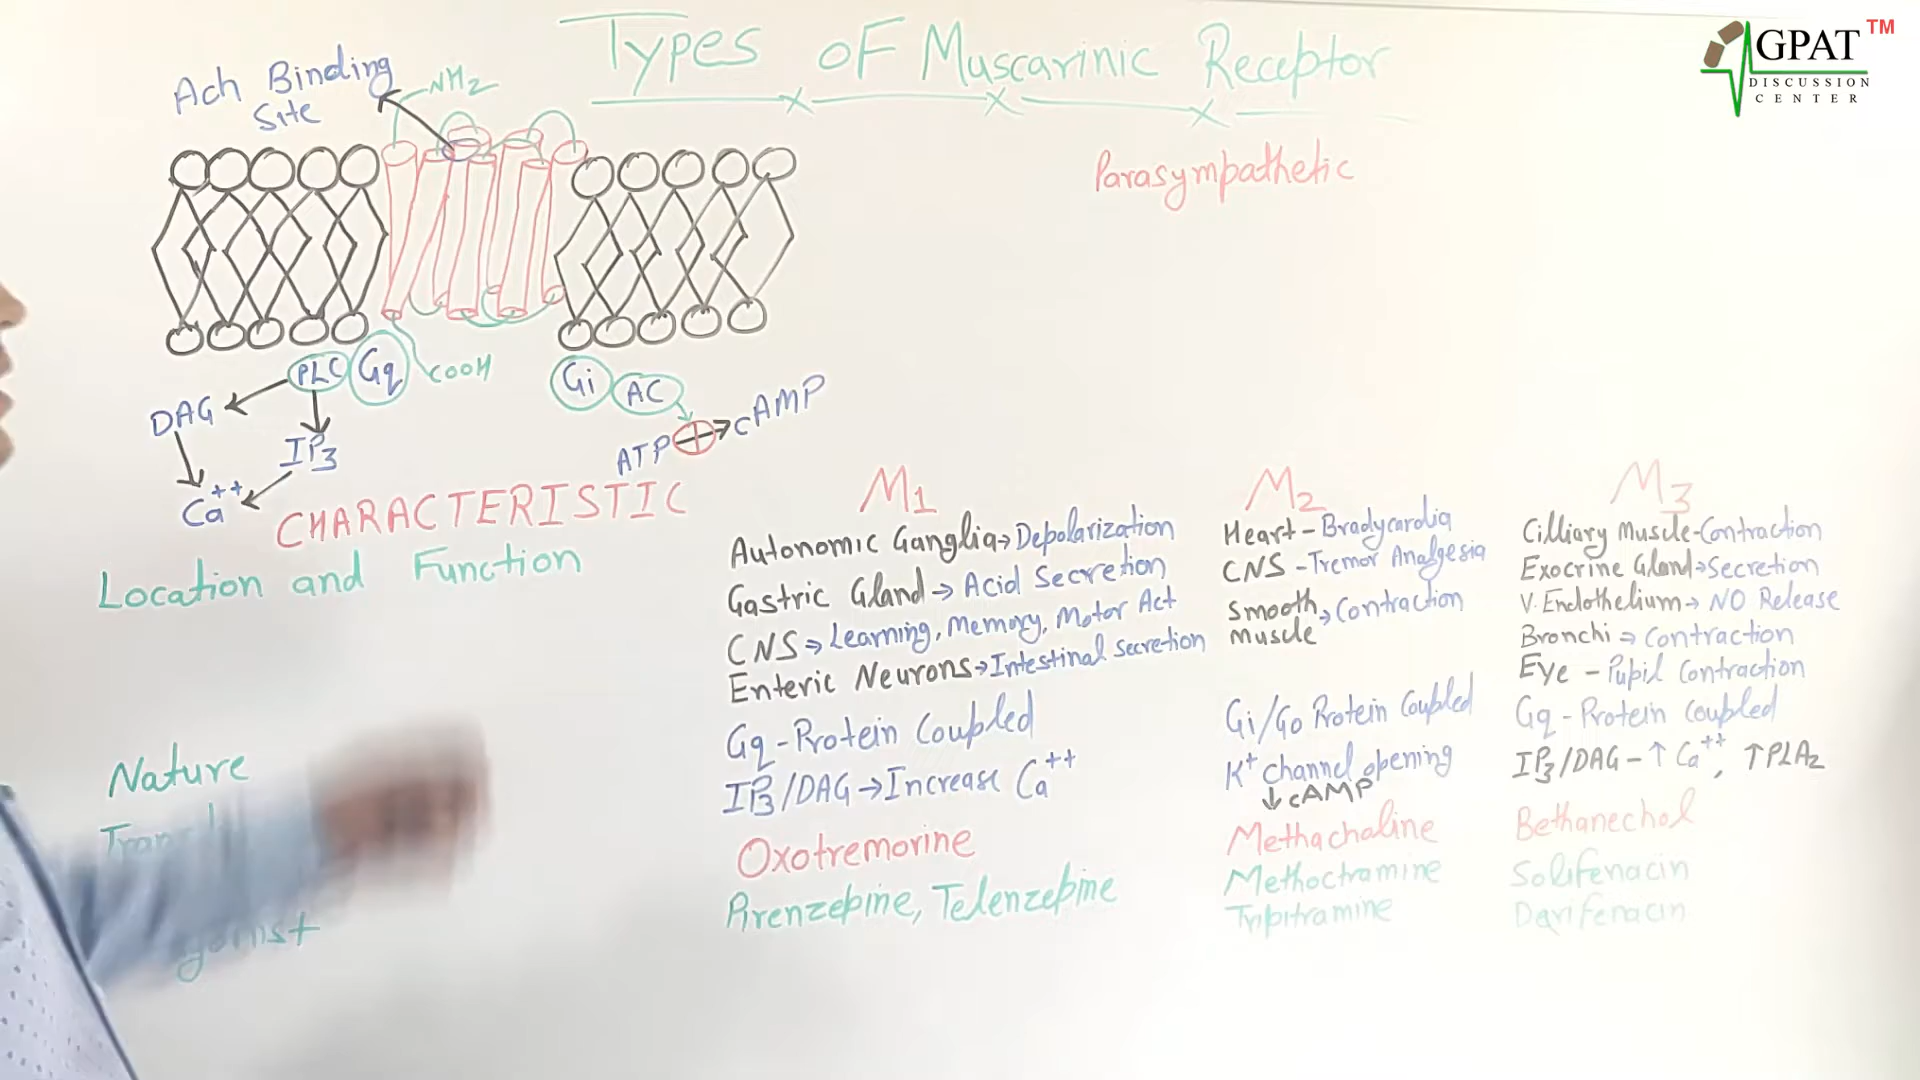 Types of Muscarinic Receptor
GPAT TM
DISCUSSION
CENTER
Ach Binding
Site
NH2
Parasympathetic
PLC Gq COOH
Gi AC
DAG
IP3
Ca++
ATP cAMP
CHARACTERISTIC
M1
M2
M3
Location and Function
Autonomic Ganglia→Depolarization
Gastric Gland→Acid Secretion
CNS→Learning, Memory, Motor Act
Enteric Neurons→Intestinal Secretion
Heart-Bradycardia
CNS-Tremor Analgesia
Smooth→Contraction
muscle
Cilliary Muscle-Contraction
Exocrine Gland→Secretion
V. Endothelium→NO Release
Bronchi→Contraction
Eye-Pupil Contraction
Nature
Gq-Protein Coupled
Gi/Go Protein Coupled
Gq-Protein Coupled
IP3/DAG→Increase Ca++
K+ channel opening
↓cAMP
IP3/DAG-↑Ca++, ↑PLA2
Oxotremorine
Methacholine
Bethanechol
Pirenzepine, Telenzepine
Methoctramine
Tripitramine
Solifenacin
Darifenacin